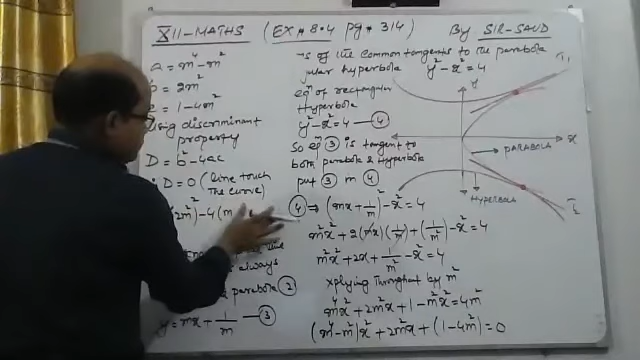 XII-MATHS (EX # 8.4 pg # 314) By SIR-SAUD
a = m⁴ - m²
= 2m²
= 1 - 4m²
Using discriminant
property
D = b² - 4ac
∵ D = 0 (line touch
The curve)
2m²)² - 4(m
always
parabola ②
y = mx + 1/m — ③
of the common tangents to the parabola
hyperbola y² - x² = 4
eqⁿ of rectangular
Hyperbola
y² - x² = 4 — ④
So eqⁿ ③ is tangent to
both parabola & Hyperbola
put ③ in ④
④ ⇒ (mx + 1/m)² - x² = 4
m²x² + 2(mx)(1/m) + (1/m²) - x² = 4
m²x² + 2x + 1/m² - x² = 4
xplying Throughout by m²
m⁴x² + 2m²x + 1 - m²x² = 4m²
(m⁴ - m²)x² + 2m²x + (1 - 4m²) = 0
T₁
Y
X
PARABOLA
HYPERBOLA
T₂